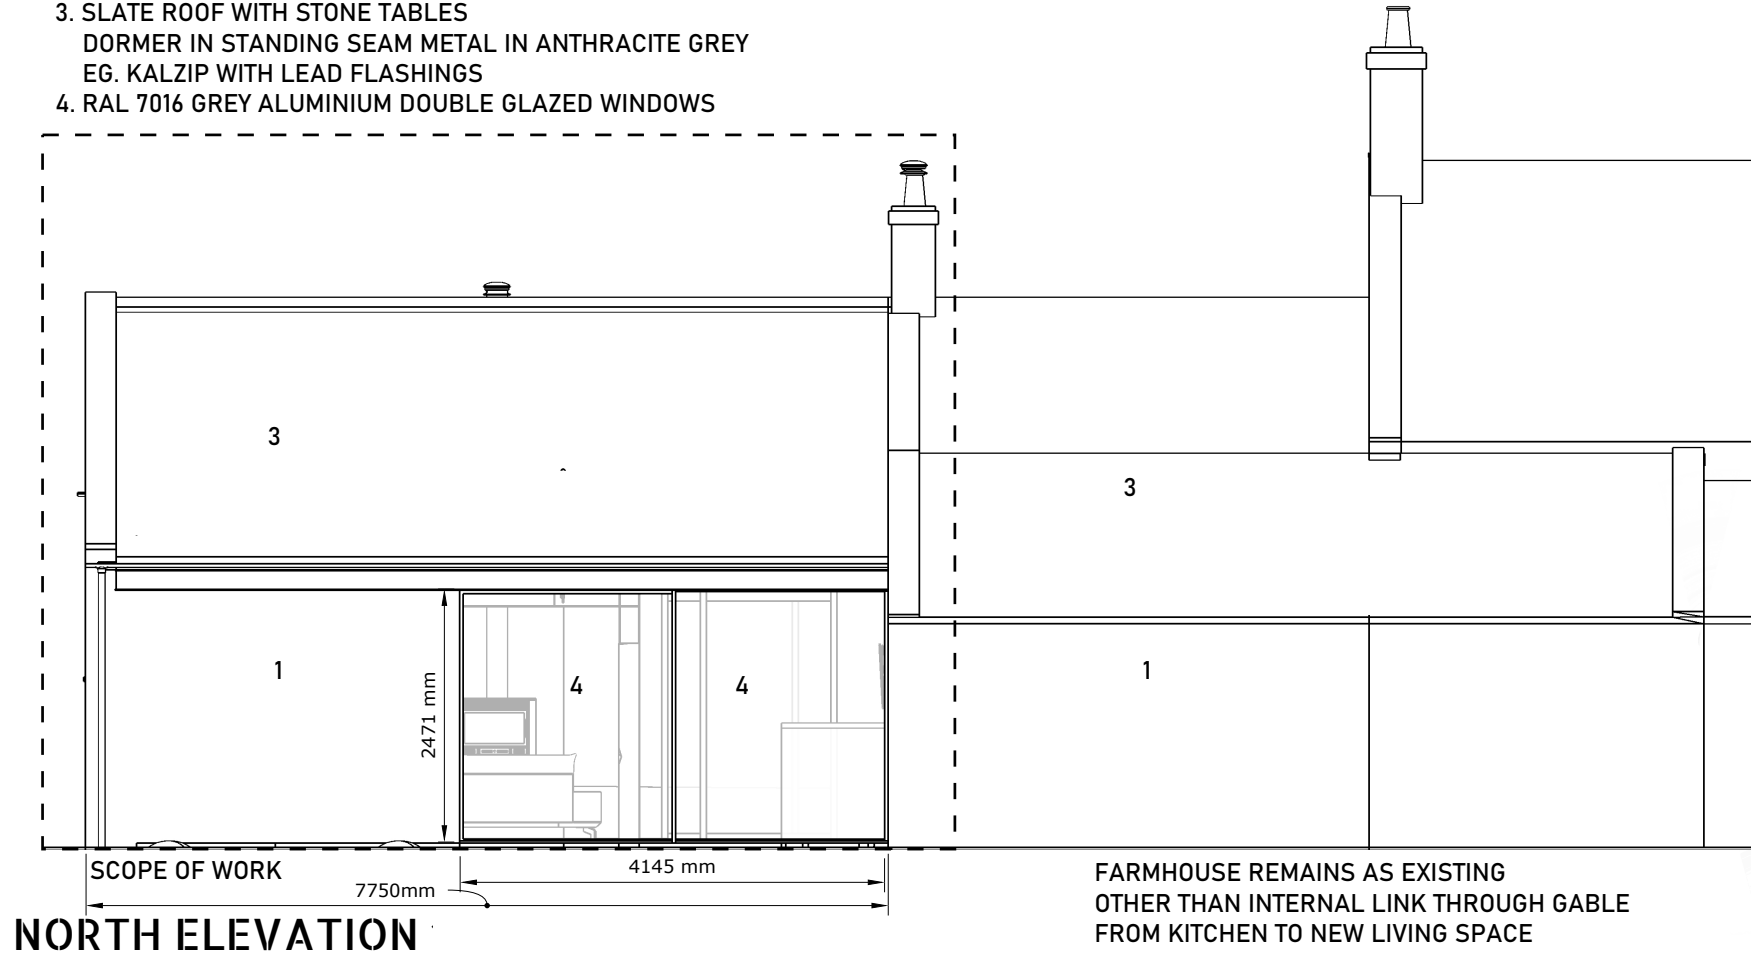 3. SLATE ROOF WITH STONE TABLES
DORMER IN STANDING SEAM METAL IN ANTHRACITE GREY
EG. KALZIP WITH LEAD FLASHINGS
4. RAL 7016 GREY ALUMINIUM DOUBLE GLAZED WINDOWS
3
3
1
2471 mm
4
4
1
SCOPE OF WORK
4145 mm
7750mm
NORTH ELEVATION
FARMHOUSE REMAINS AS EXISTING
OTHER THAN INTERNAL LINK THROUGH GABLE
FROM KITCHEN TO NEW LIVING SPACE